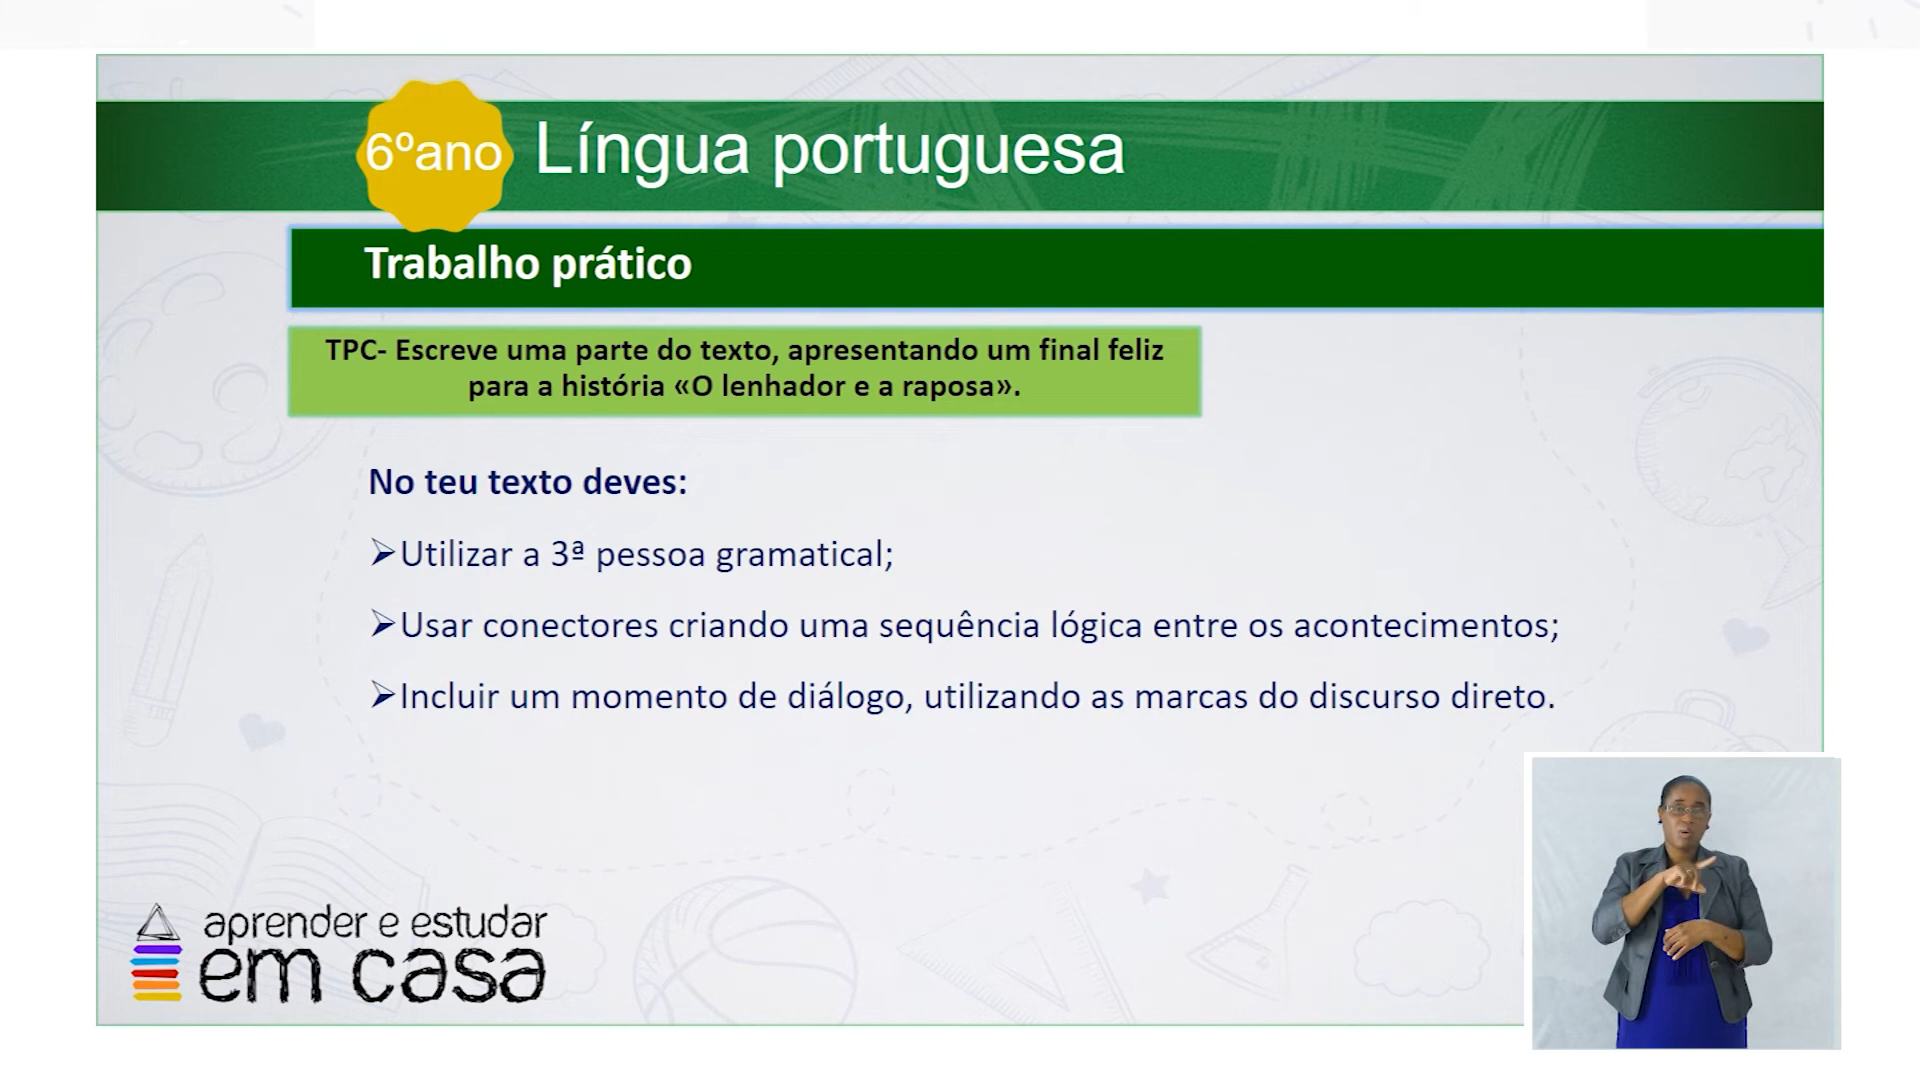 6ºano Língua portuguesa
Trabalho prático
TPC- Escreve uma parte do texto, apresentando um final feliz
para a história «O lenhador e a raposa».
No teu texto deves:
➢Utilizar a 3ª pessoa gramatical;
➢Usar conectores criando uma sequência lógica entre os acontecimentos;
➢Incluir um momento de diálogo, utilizando as marcas do discurso direto.
aprender e estudar
em casa